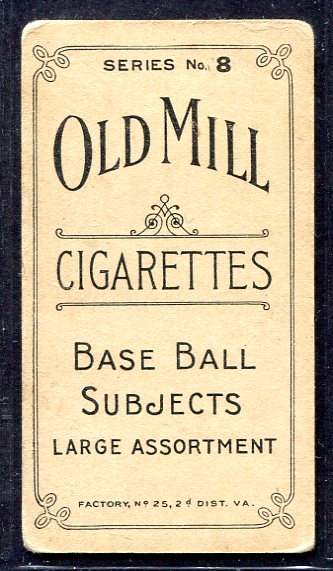 SERIES No. 8
OLD MILL
CIGARETTES
BASE BALL
SUBJECTS
LARGE ASSORTMENT
FACTORY, Nº 25, 2d DIST. VA.